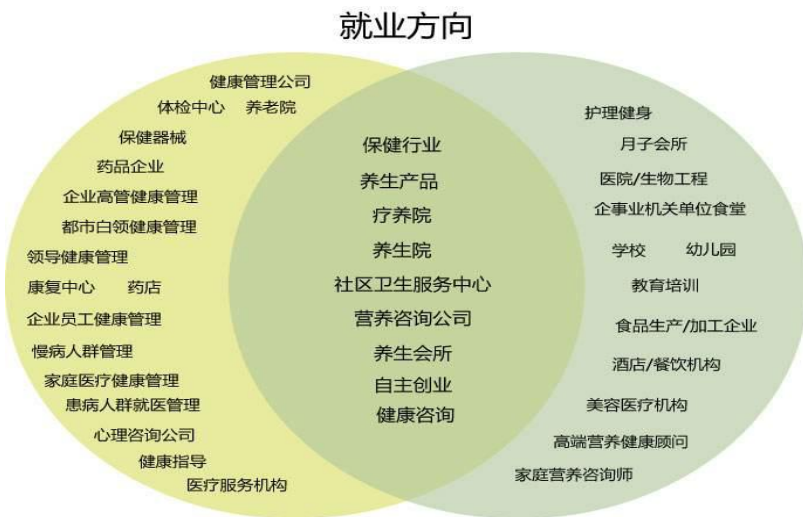 就业方向
健康管理公司
体检中心 养老院
保健器械
药品企业
企业高管健康管理
都市白领健康管理
领导健康管理
康复中心 药店
企业员工健康管理
慢病人群管理
家庭医疗健康管理
患病人群就医管理
心理咨询公司
健康指导
医疗服务机构
保健行业
养生产品
疗养院
养生院
社区卫生服务中心
营养咨询公司
养生会所
自主创业
健康咨询
护理健身
月子会所
医院/生物工程
企事业机关单位食堂
学校 幼儿园
教育培训
食品生产/加工企业
酒店/餐饮机构
美容医疗机构
高端营养健康顾问
家庭营养咨询师